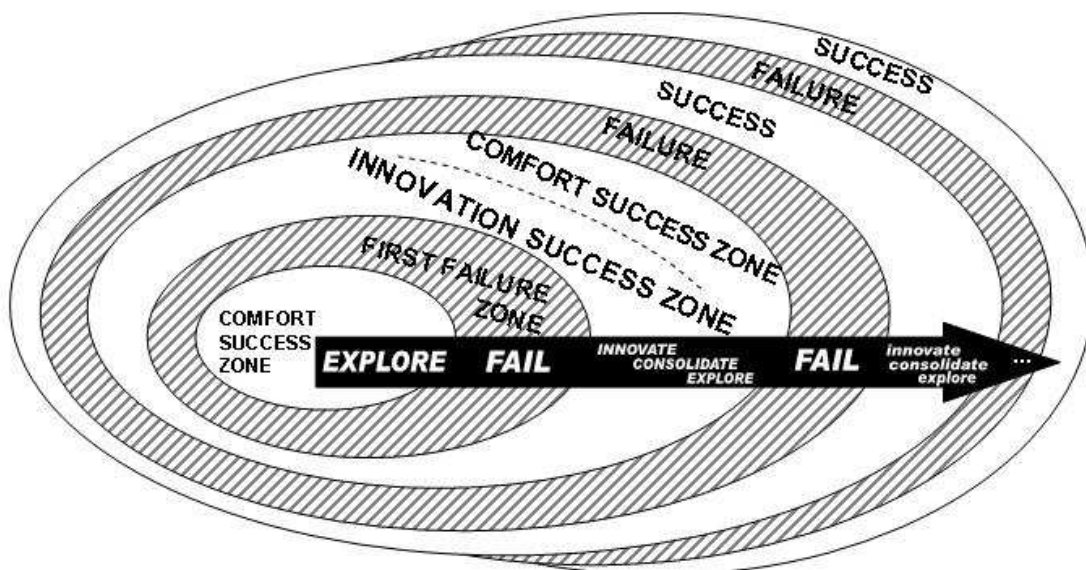 SUCCESS
FAILURE
SUCCESS
FAILURE
COMFORT SUCCESS ZONE
INNOVATION SUCCESS ZONE
FIRST FAILURE
ZONE
COMFORT
SUCCESS
ZONE
EXPLORE
FAIL
INNOVATE
CONSOLIDATE
EXPLORE
FAIL
innovate
consolidate
explore
...